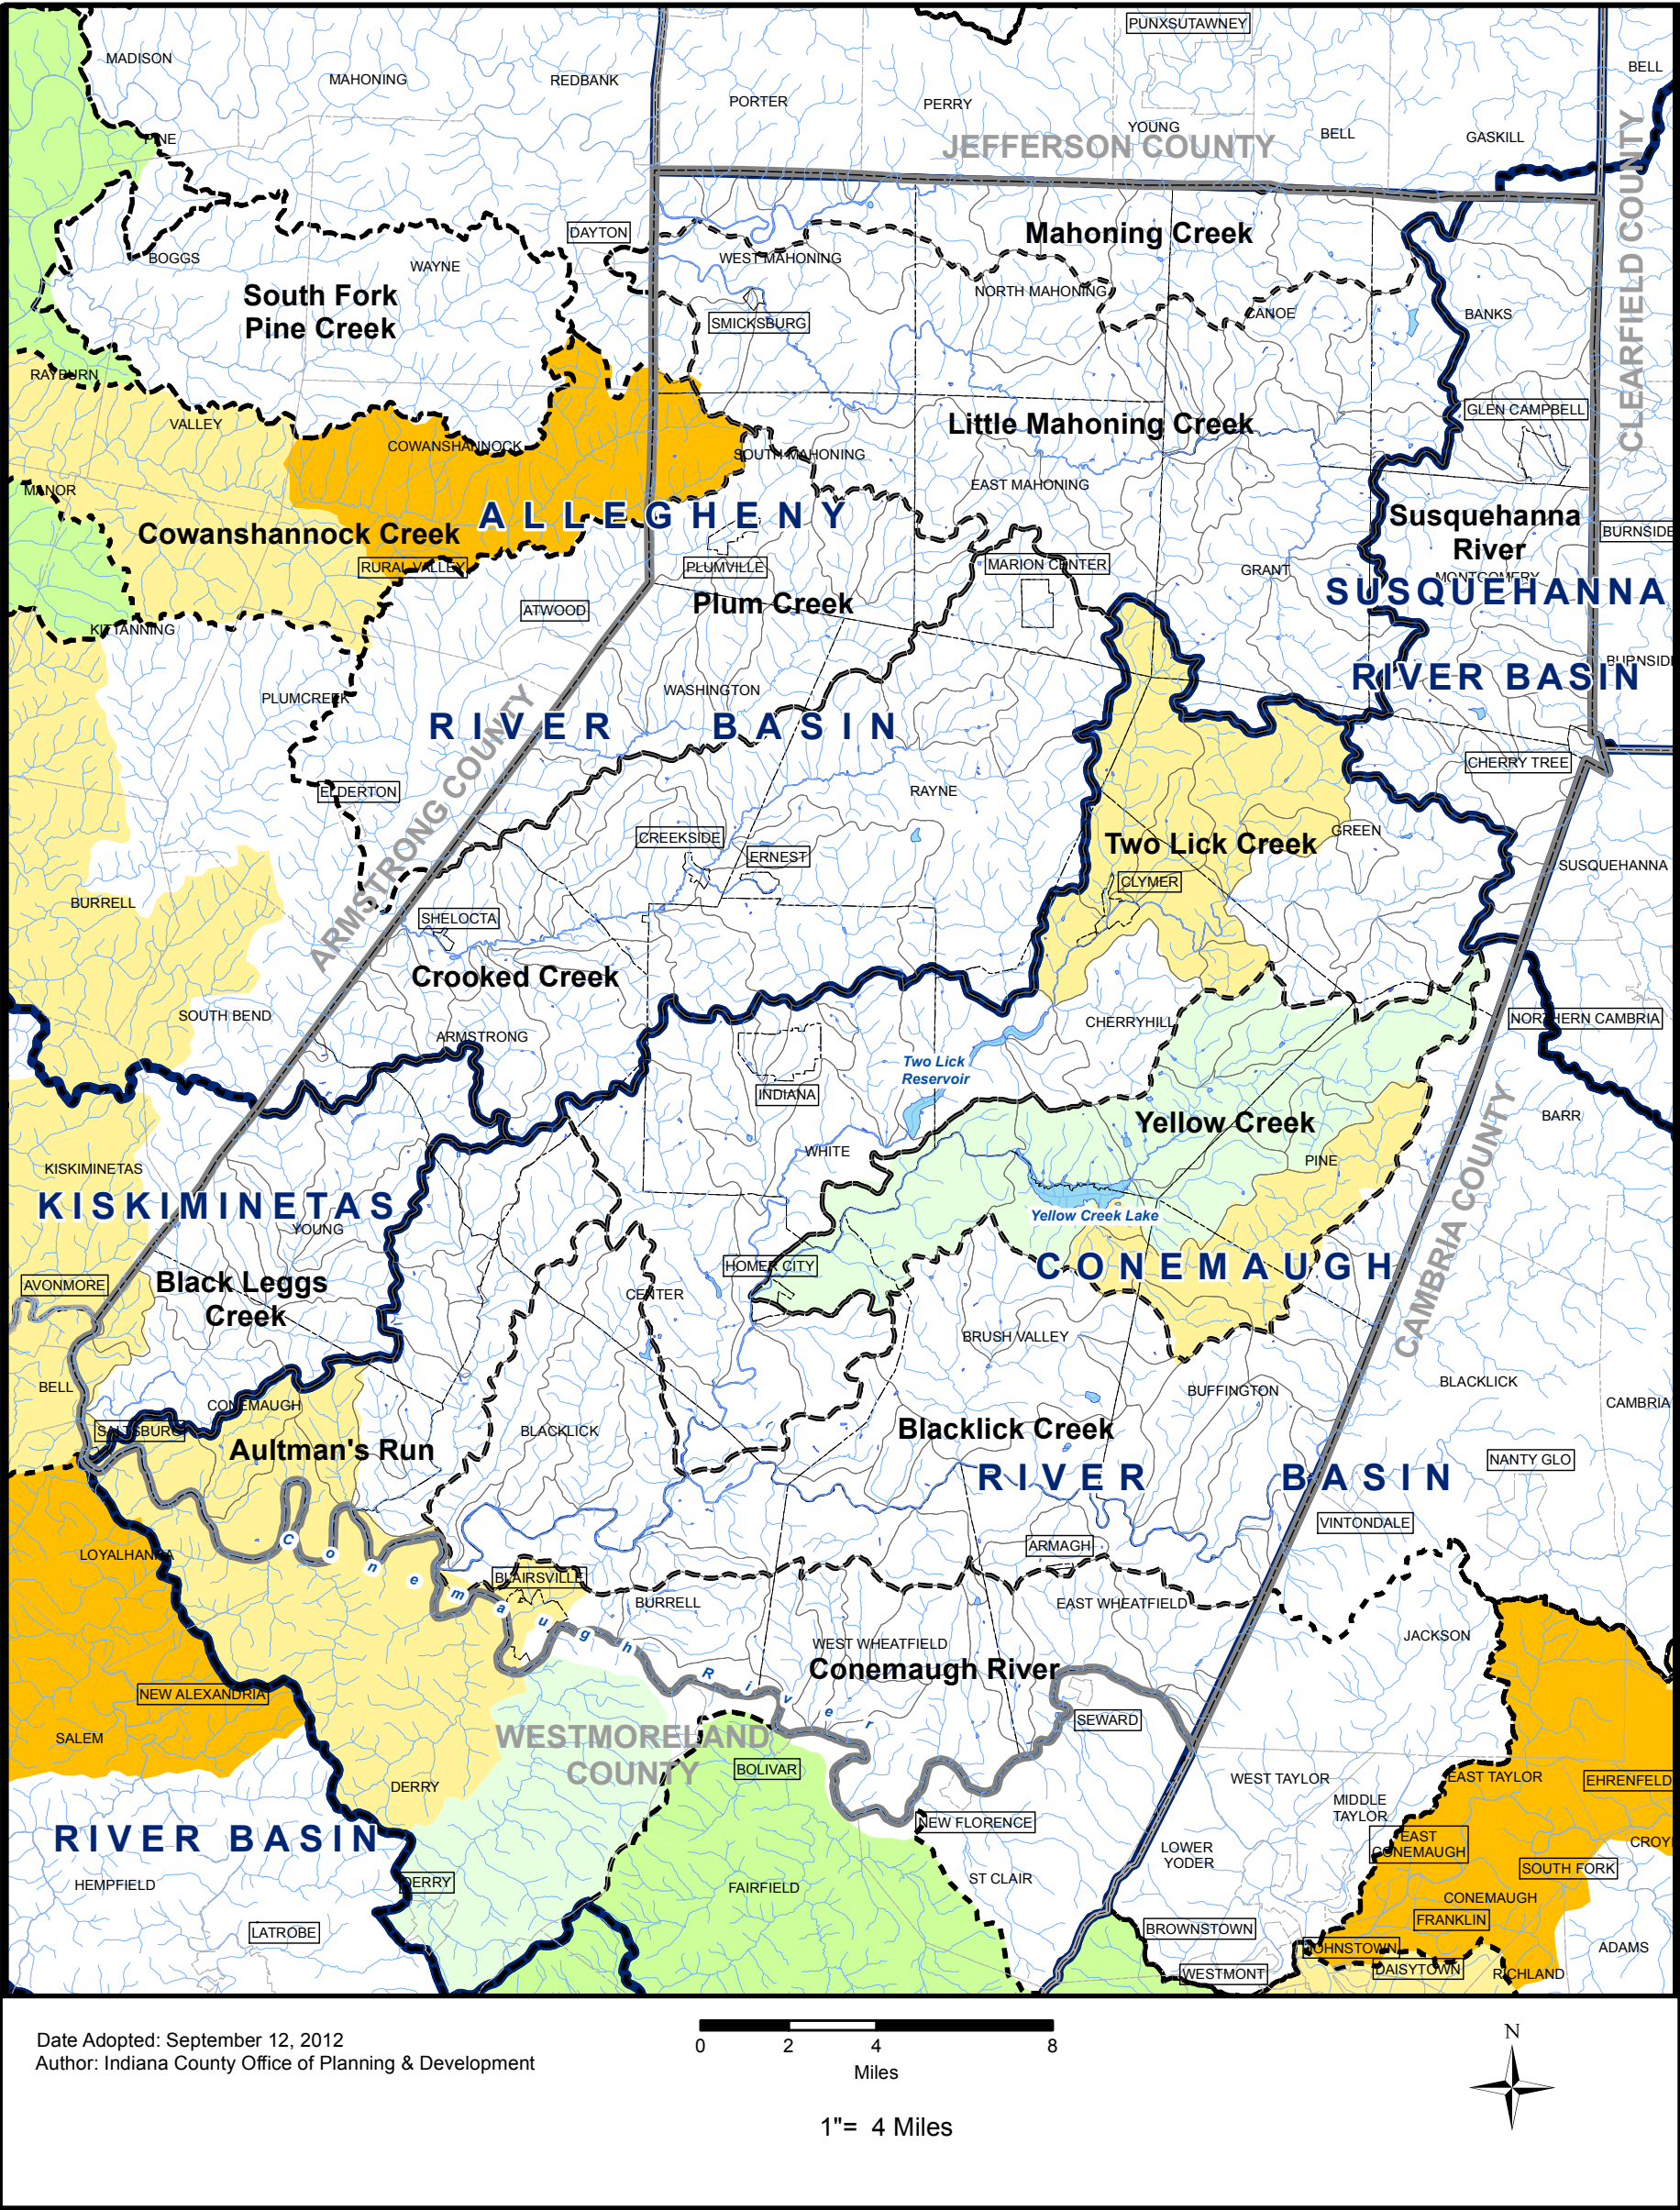 PUNXSUTAWNEY
MADISON
BELL
MAHONING
REDBANK
PORTER
PERRY
YOUNG
BELL
GASKILL
PINE
JEFFERSON COUNTY
CLEARFIELD COUNTY
DAYTON
Mahoning Creek
BOGGS
WAYNE
WEST MAHONING
NORTH MAHONING
South Fork
Pine Creek
SMICKSBURG
CANOE
BANKS
RAYBURN
GLEN CAMPBELL
VALLEY
Little Mahoning Creek
COWANSHANNOCK
SOUTH MAHONING
MANOR
EAST MAHONING
ALLEGHENY
Susquehanna
River
Cowanshannock Creek
BURNSIDE
RURAL VALLEY
PLUMVILLE
MARION CENTER
GRANT
MONTGOMERY
SUSQUEHANNA
ATWOOD
Plum Creek
KITTANNING
BURNSIDE
RIVER BASIN
PLUMCREEK
WASHINGTON
RIVER BASIN
ARMSTRONG COUNTY
CHERRY TREE
ELDERTON
RAYNE
CREEKSIDE
ERNEST
Two Lick Creek
GREEN
SUSQUEHANNA
CLYMER
BURRELL
SHELOCTA
Crooked Creek
SOUTH BEND
CHERRYHILL
NORTHERN CAMBRIA
ARMSTRONG
Two Lick
Reservoir
INDIANA
Yellow Creek
BARR
WHITE
PINE
KISKIMINETAS
KISKIMINETAS
YOUNG
Yellow Creek Lake
CAMBRIA COUNTY
HOMER CITY
CONEMAUGH
AVONMORE
Black Leggs
Creek
CENTER
BRUSH VALLEY
BELL
BUFFINGTON
BLACKLICK
CONEMAUGH
CAMBRIA
SALTSBURG
Aultman's Run
BLACKLICK
Blacklick Creek
NANTY GLO
RIVER BASIN
VINTONDALE
LOYALHANNA
Conemaugh River
ARMAGH
BLAIRSVILLE
BURRELL
EAST WHEATFIELD
WEST WHEATFIELD
JACKSON
Conemaugh River
NEW ALEXANDRIA
SEWARD
SALEM
WESTMORELAND
COUNTY
BOLIVAR
DERRY
WEST TAYLOR
EAST TAYLOR
EHRENFELD
MIDDLE
TAYLOR
NEW FLORENCE
RIVER BASIN
EAST
CONEMAUGH
CROY
LOWER
YODER
SOUTH FORK
HEMPFIELD
DERRY
FAIRFIELD
ST CLAIR
CONEMAUGH
FRANKLIN
LATROBE
BROWNSTOWN
JOHNSTOWN
ADAMS
WESTMONT
DAISYTOWN
RICHLAND
Date Adopted: September 12, 2012
Author: Indiana County Office of Planning & Development
0 2 4 8
Miles
1"= 4 Miles
N